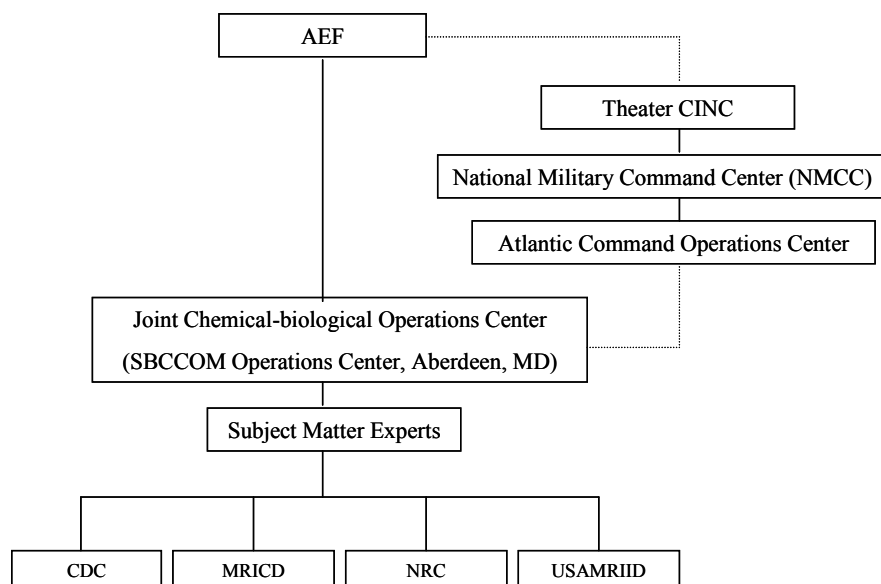 AEF
Theater CINC
National Military Command Center (NMCC)
Atlantic Command Operations Center
Joint Chemical-biological Operations Center
(SBCCOM Operations Center, Aberdeen, MD)
Subject Matter Experts
CDC
MRICD
NRC
USAMRIID